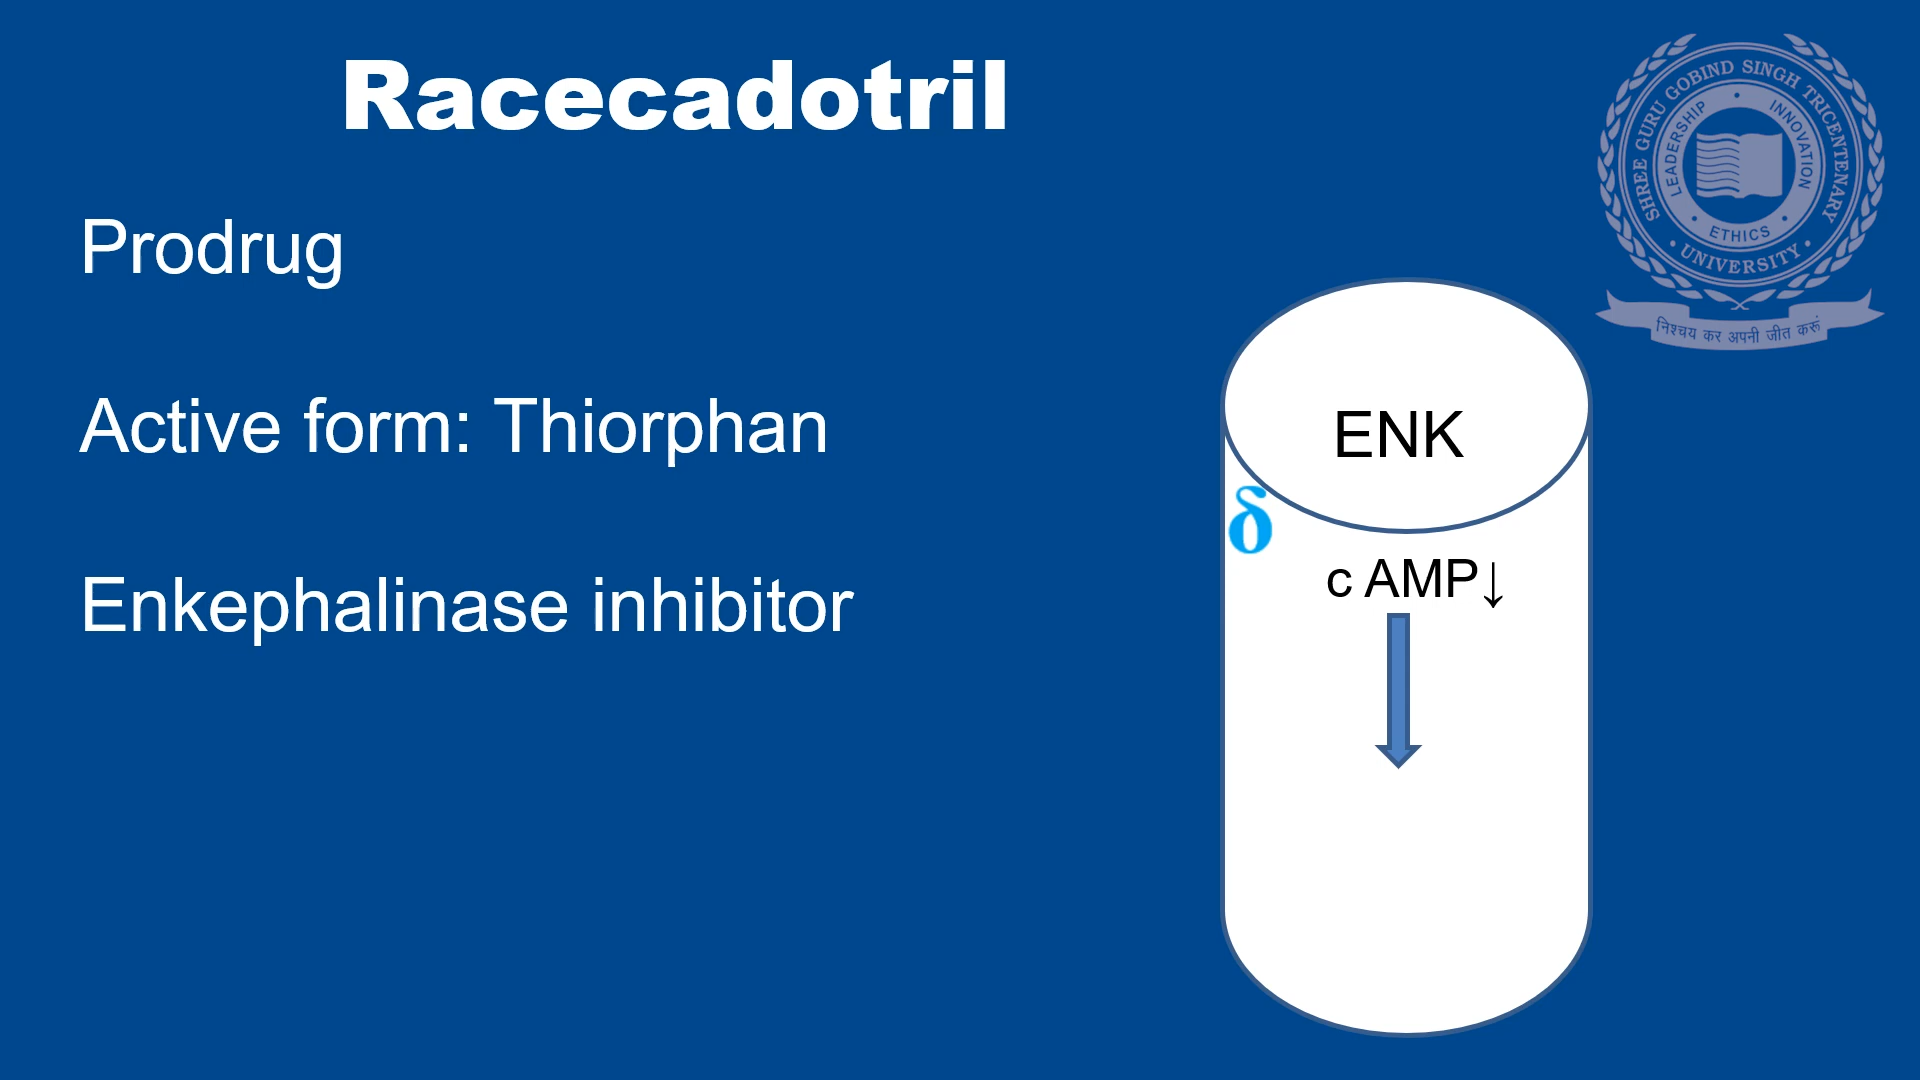 Racecadotril
Prodrug
Active form: Thiorphan
Enkephalinase inhibitor
ENK
δ
c AMP↓
SHREE GURU GOBIND SINGH TRICENTENARY
• UNIVERSITY •
LEADERSHIP • INNOVATION
• ETHICS •
निश्चय कर अपनी जीत करूं